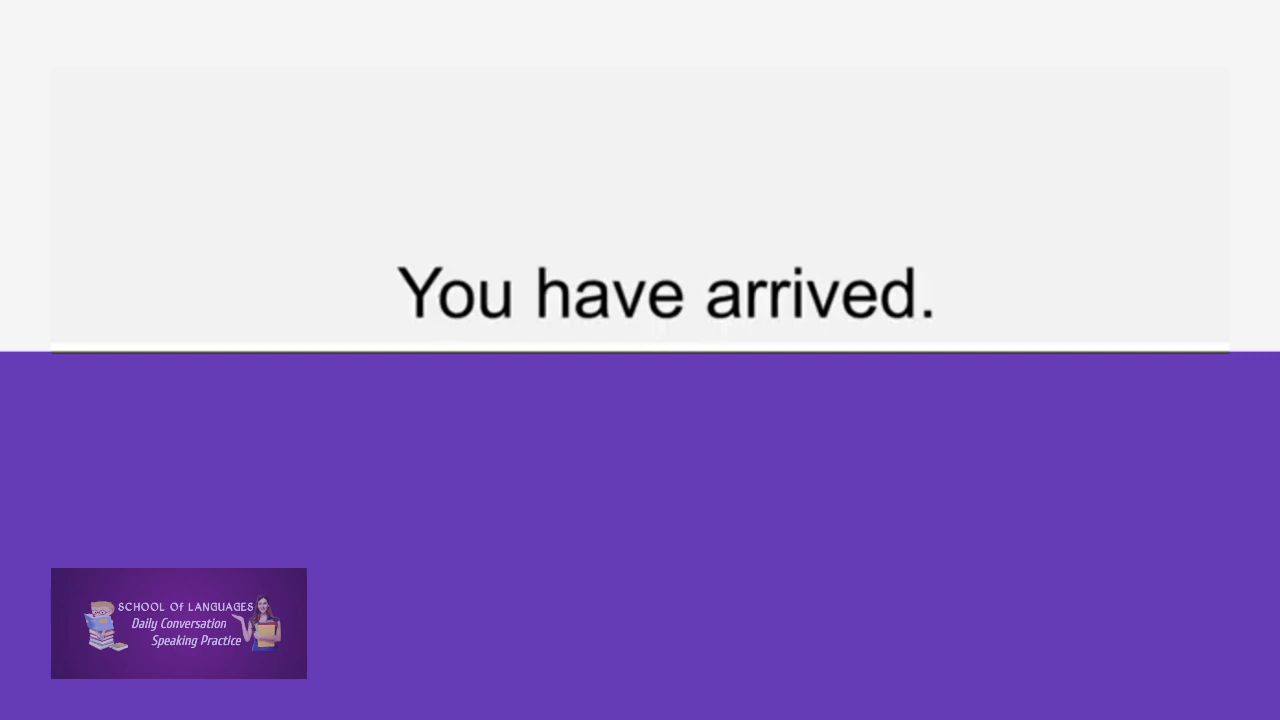 You have arrived.
SCHOOL Of LANGUAGES
Daily Conversation
Speaking Practice